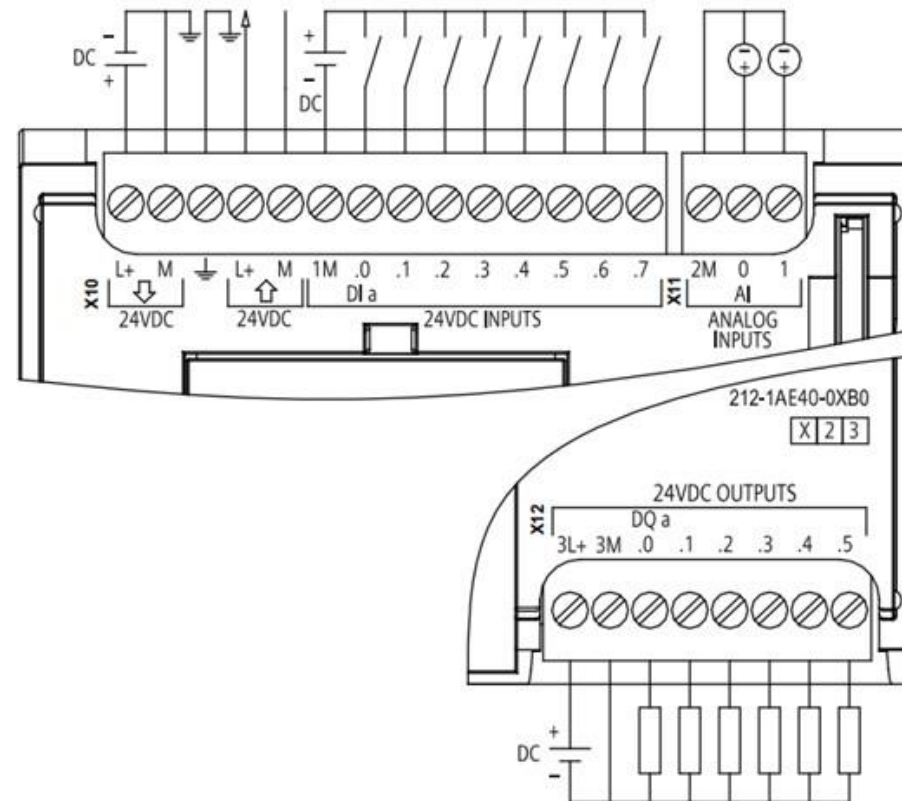 - + -
DC
+ - DC
- + - +
L+ M L+ M 1M .0 .1 .2 .3 .4 .5 .6 .7 2M 0 1
X10 DI a X11 AI
24VDC 24VDC 24VDC INPUTS ANALOG
INPUTS
212-1AE40-0XB0
X 2 3
24VDC OUTPUTS
X12 DQ a
3L+ 3M .0 .1 .2 .3 .4 .5
+
DC
-